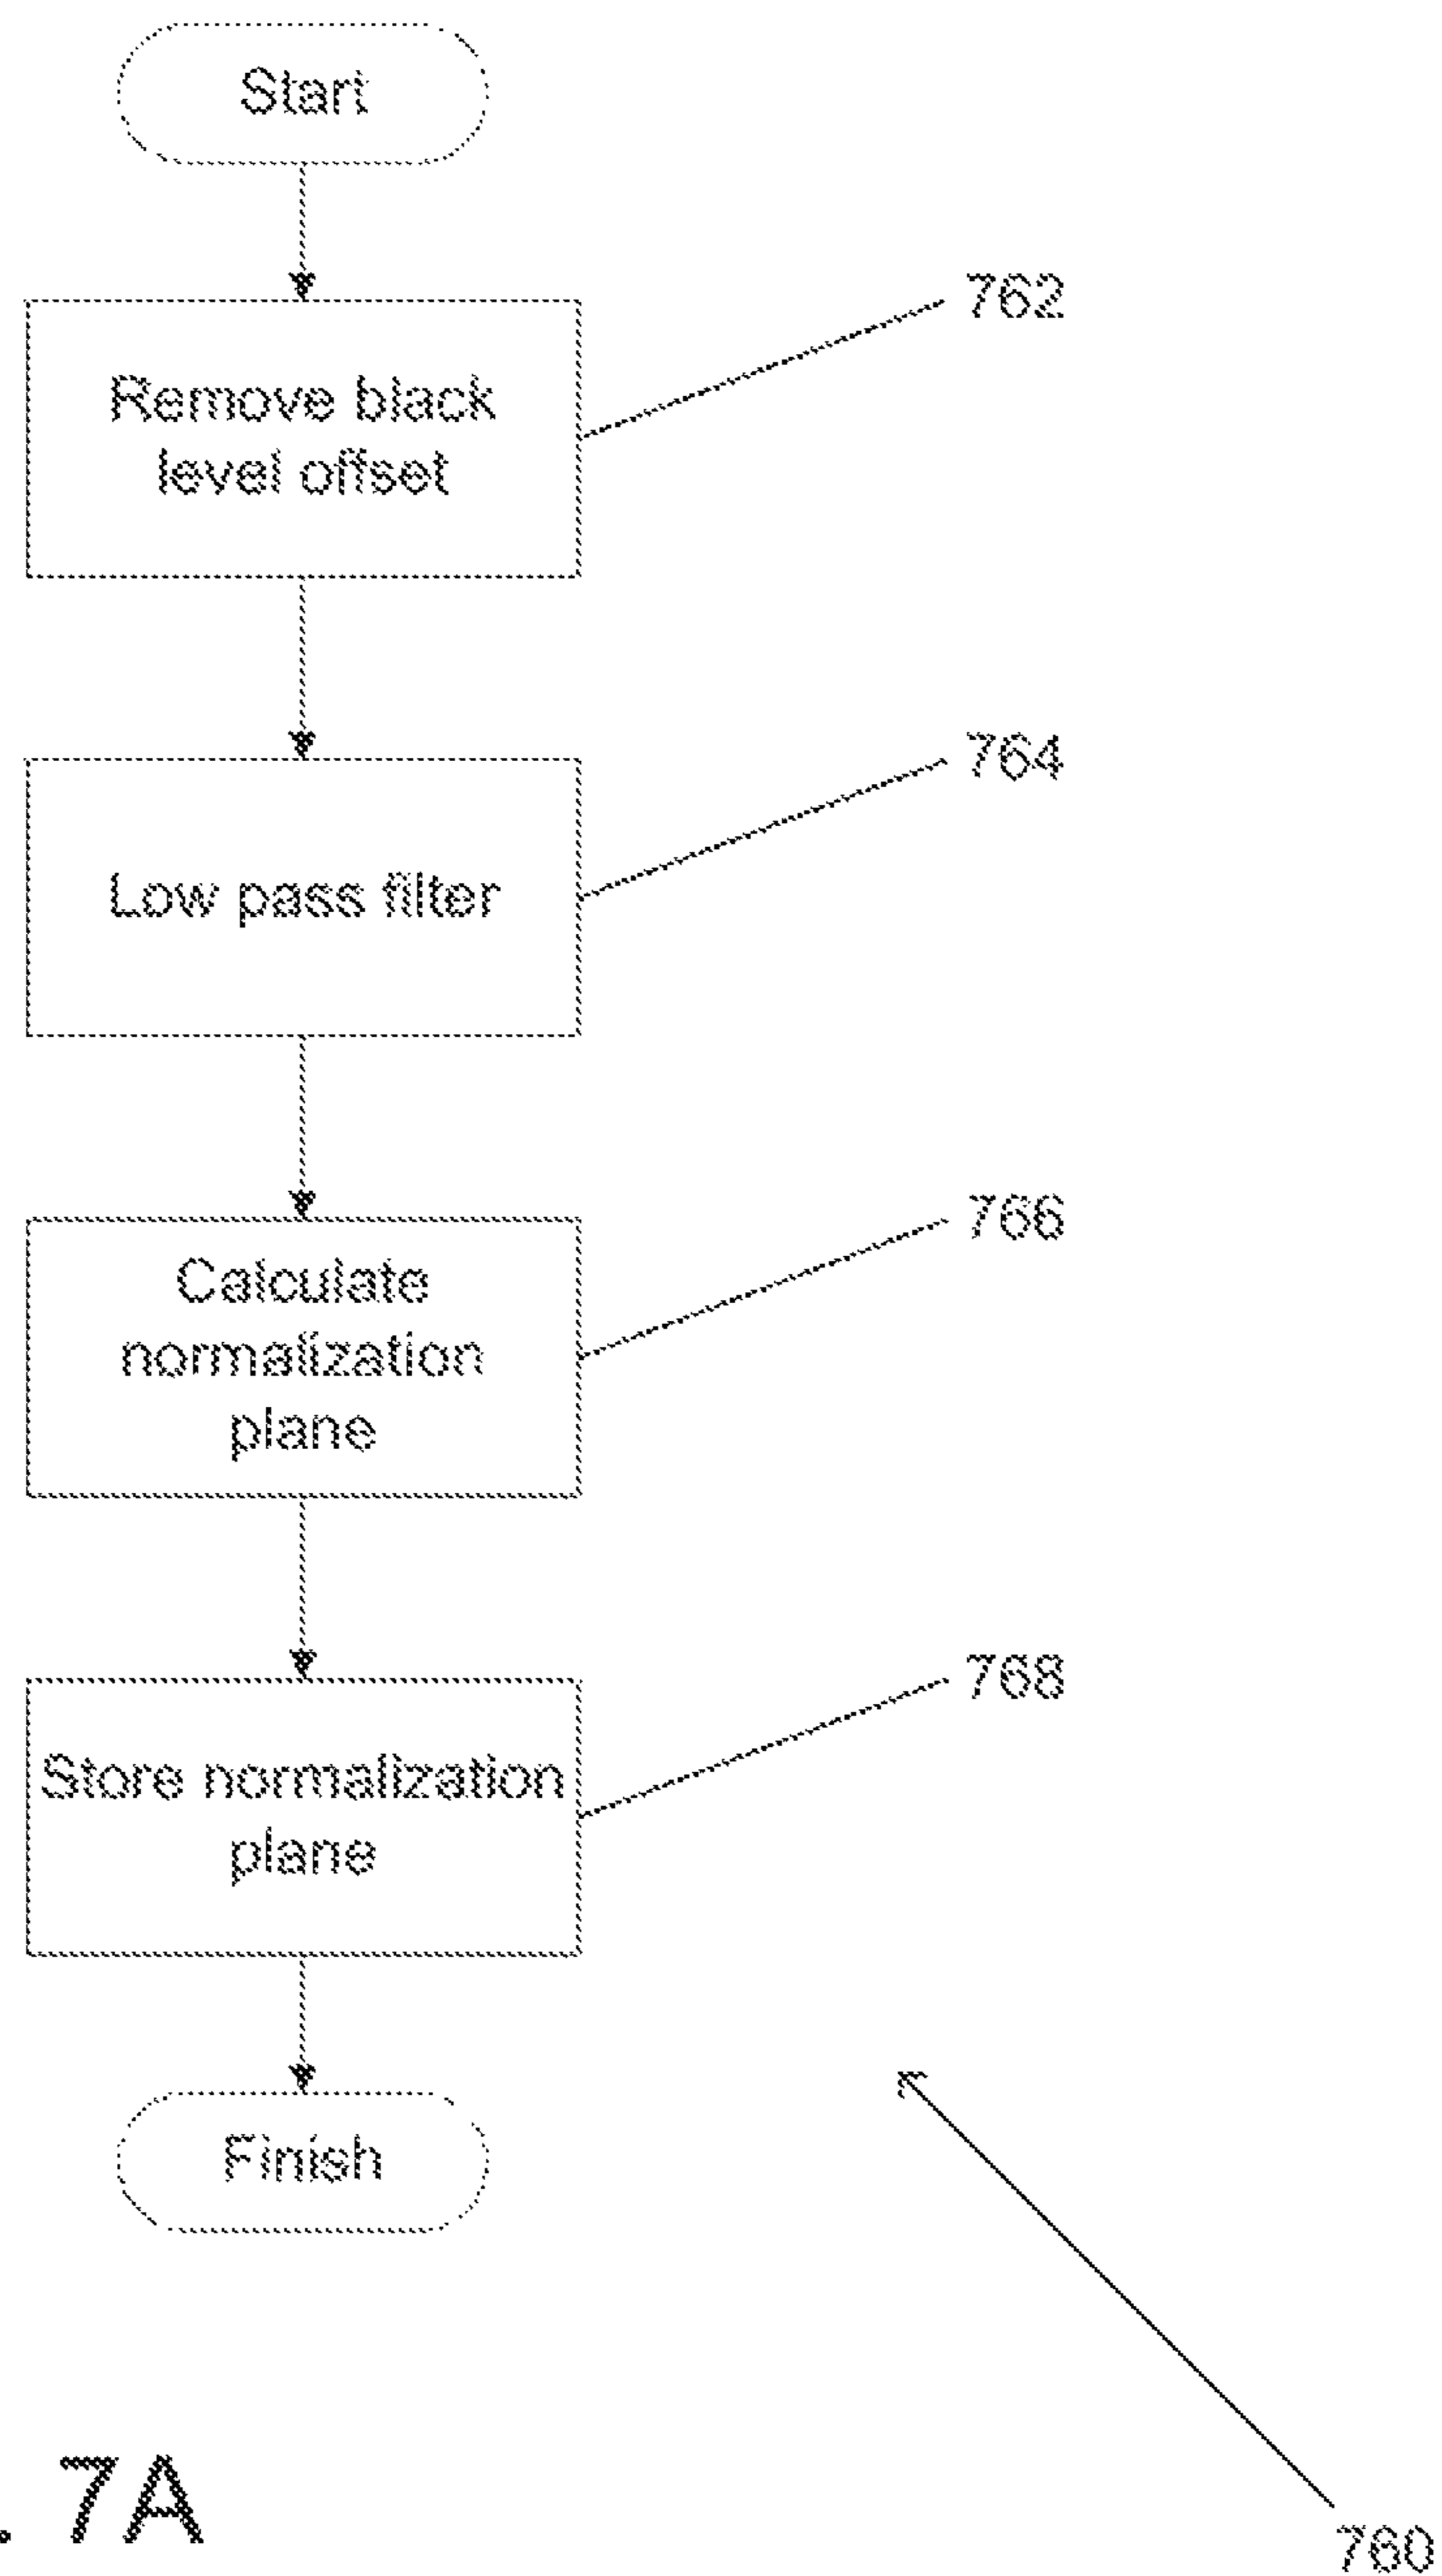 Start
762
Remove black
level offset
764
Low pass filter
766
Calculate
normalization
plane
768
Store normalization
plane
Finish
. 7A
760